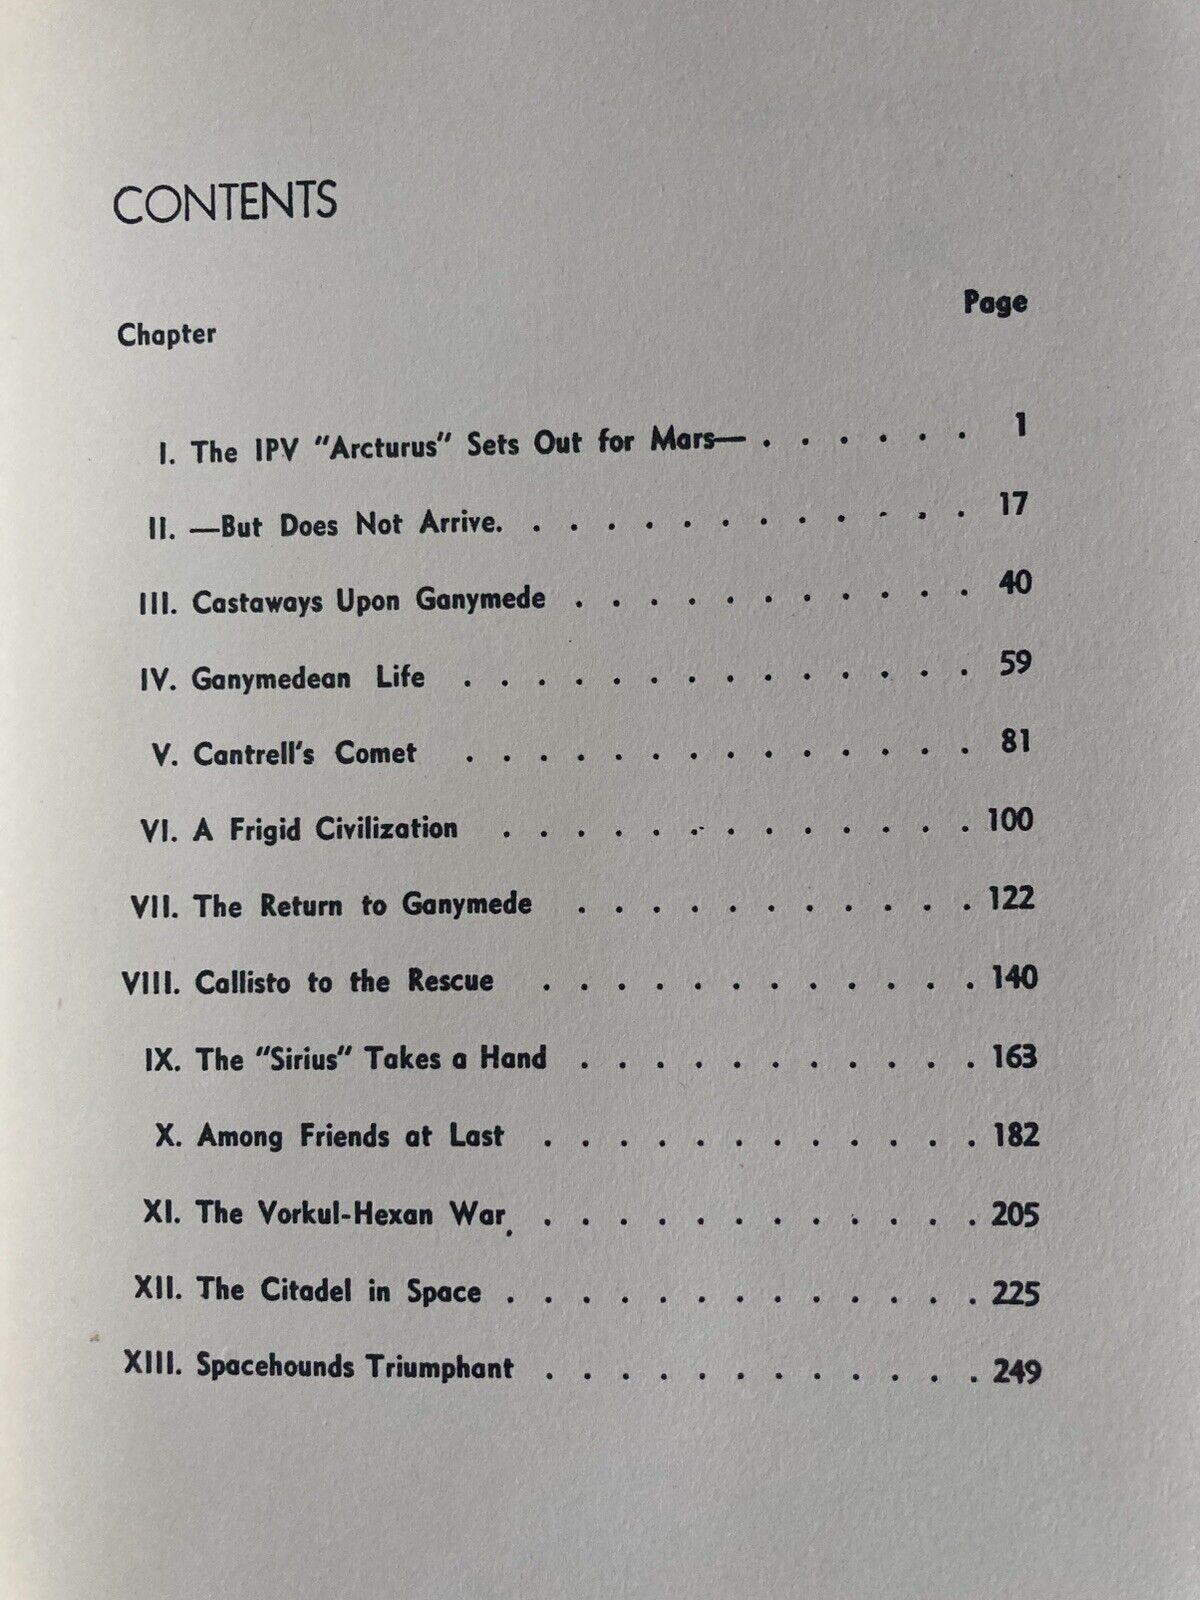 CONTENTS
Chapter Page
I. The IPV "Arcturus" Sets Out for Mars— . . . . . . 1
II. —But Does Not Arrive. . . . . . . . . . . . . 17
III. Castaways Upon Ganymede . . . . . . . . . . . 40
IV. Ganymedean Life . . . . . . . . . . . . . . 59
V. Cantrell's Comet . . . . . . . . . . . . . . 81
VI. A Frigid Civilization . . . . . . . . . . . . . 100
VII. The Return to Ganymede . . . . . . . . . . . 122
VIII. Callisto to the Rescue . . . . . . . . . . . . 140
IX. The "Sirius" Takes a Hand . . . . . . . . . . . 163
X. Among Friends at Last . . . . . . . . . . . . 182
XI. The Vorkul-Hexan War . . . . . . . . . . . . . 205
XII. The Citadel in Space . . . . . . . . . . . . . 225
XIII. Spacehounds Triumphant . . . . . . . . . . . . 249